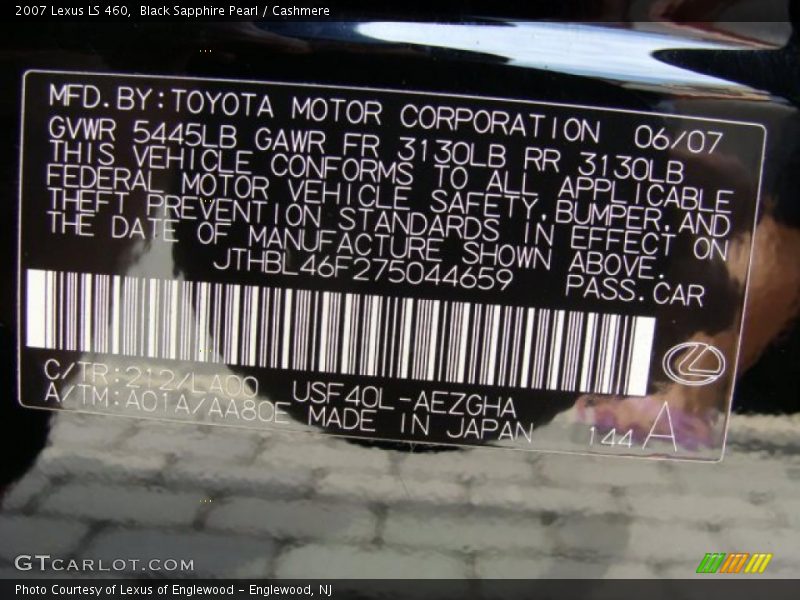 2007 Lexus LS 460, Black Sapphire Pearl / Cashmere
MFD.BY:TOYOTA MOTOR CORPORATION 06/07
GVWR 5445LB GAWR FR 3130LB RR 3130LB
THIS VEHICLE CONFORMS TO ALL APPLICABLE
FEDERAL MOTOR VEHICLE SAFETY,BUMPER,AND
THEFT PREVENTION STANDARDS IN EFFECT ON
THE DATE OF MANUFACTURE SHOWN ABOVE.
JTHBL46F275044659 PASS.CAR
C/TR:212/LA00 USF40L-AEZGHA
A/TM:A01A/AA80E MADE IN JAPAN 144 A
GTCARLOT.COM
Photo Courtesy of Lexus of Englewood - Englewood, NJ